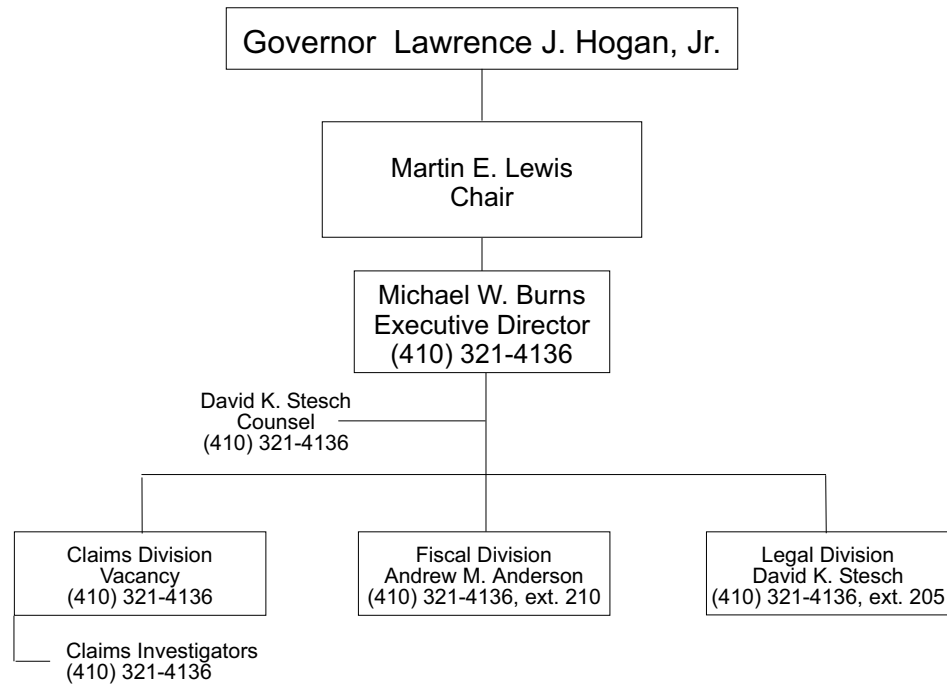 Governor Lawrence J. Hogan, Jr.
Martin E. Lewis
Chair
Michael W. Burns
Executive Director
(410) 321-4136
David K. Stesch
Counsel
(410) 321-4136
Claims Division
Vacancy
(410) 321-4136
Fiscal Division
Andrew M. Anderson
(410) 321-4136, ext. 210
Legal Division
David K. Stesch
(410) 321-4136, ext. 205
Claims Investigators
(410) 321-4136